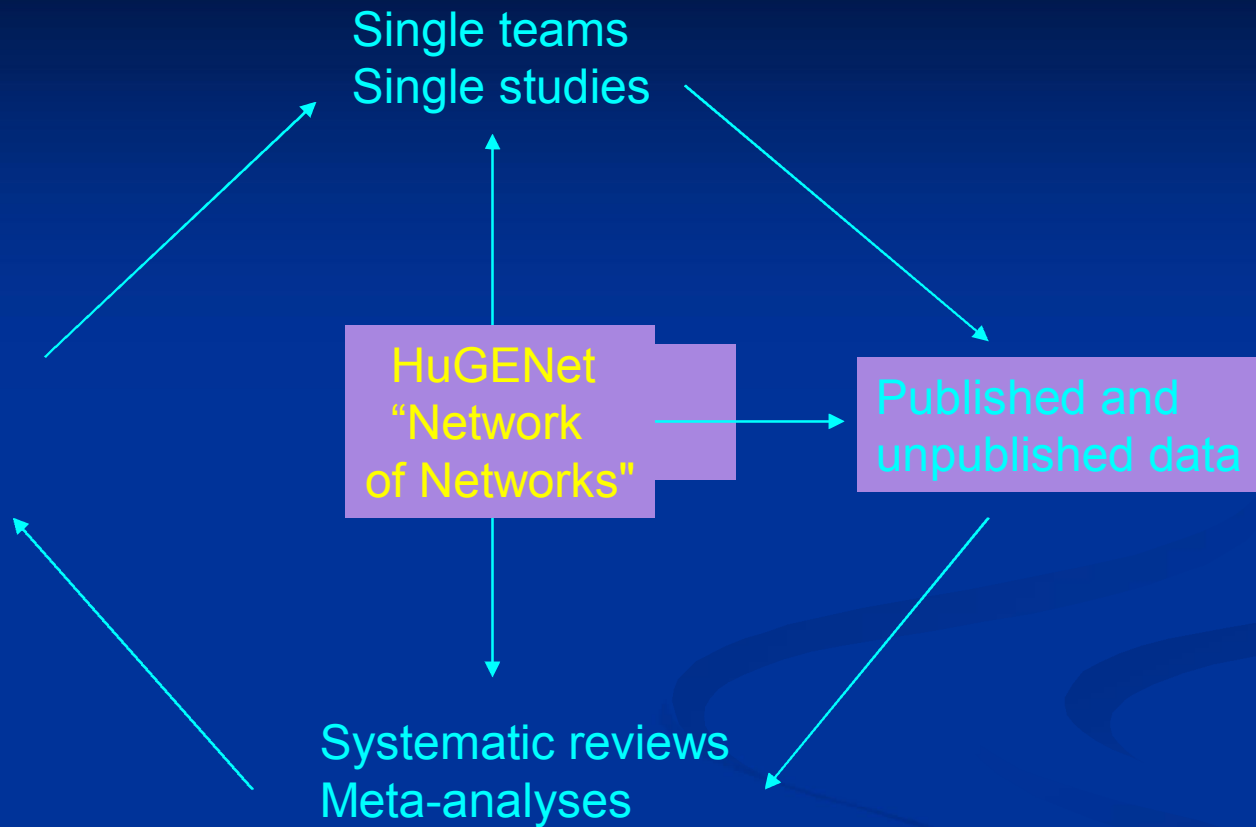 Single teams
Single studies
HuGENet
“Network
of Networks"
Published and
unpublished data
Systematic reviews
Meta-analyses